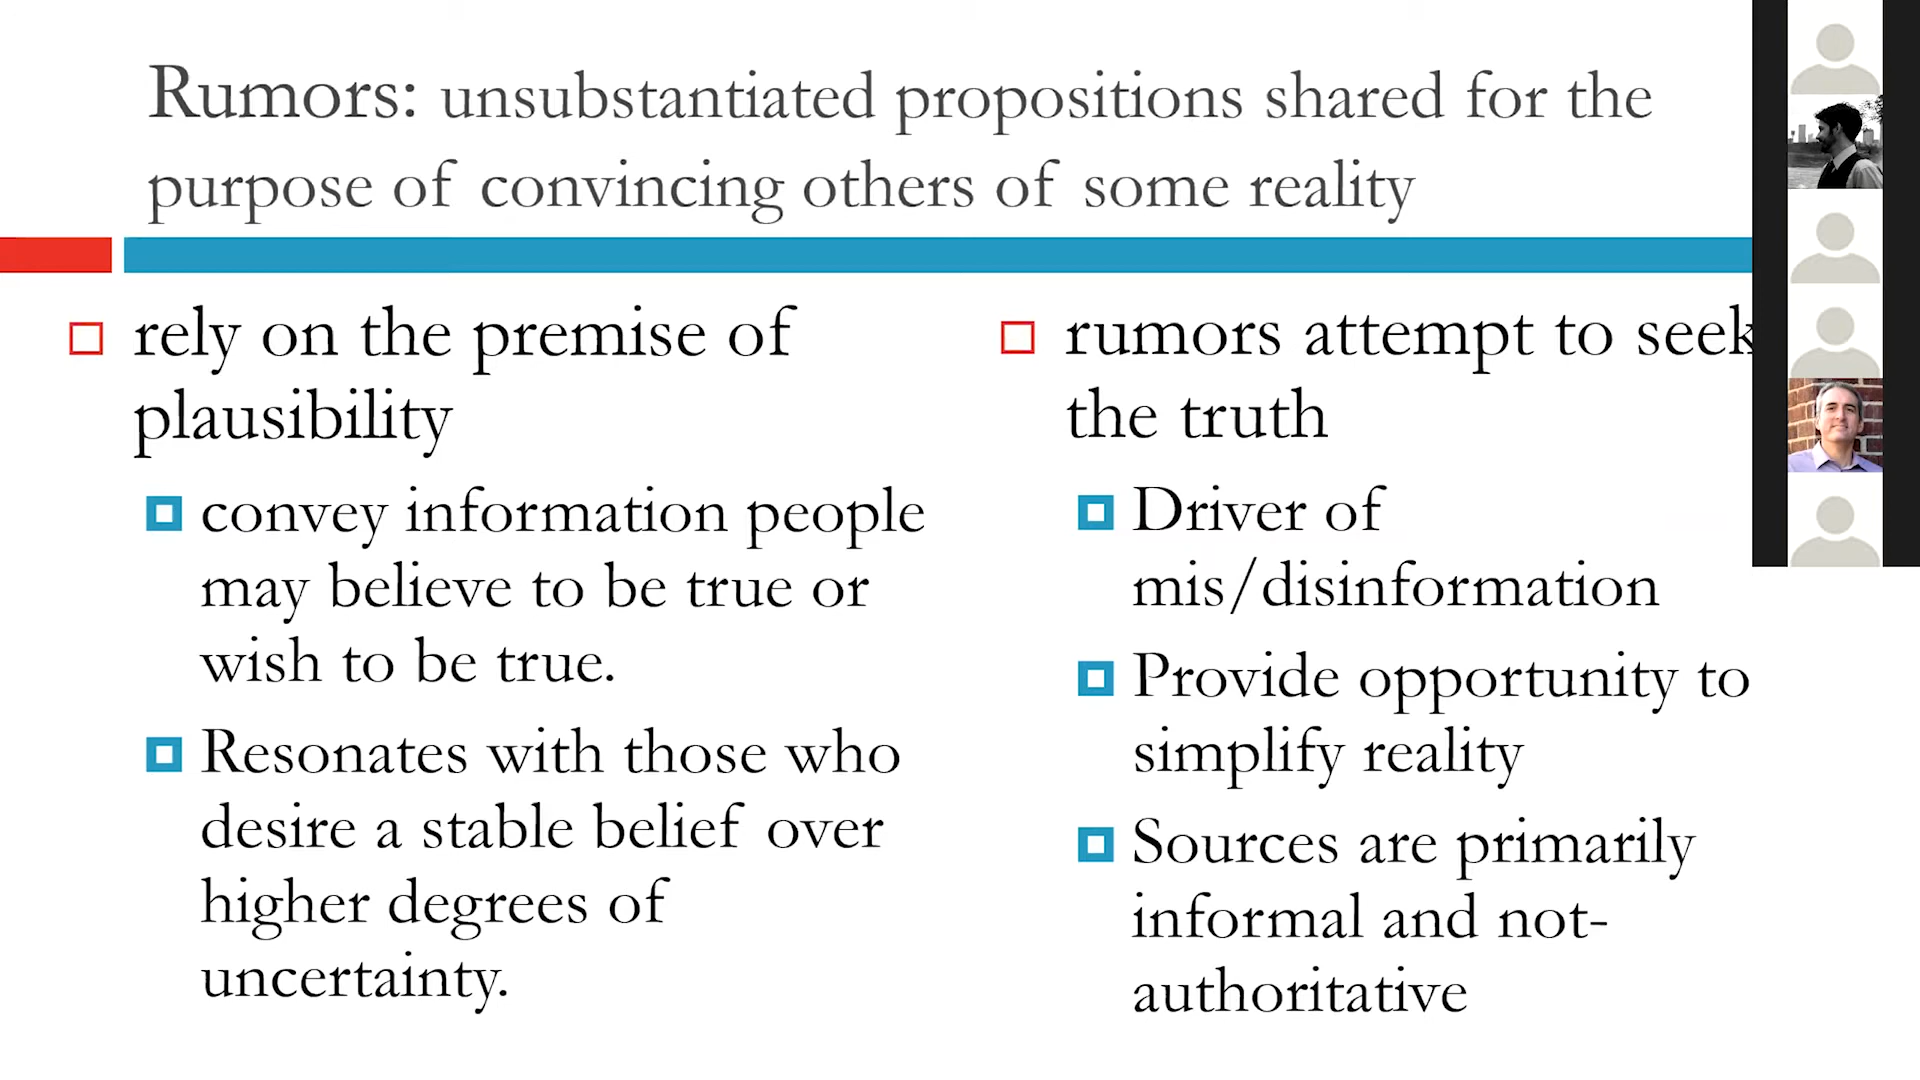 Rumors: unsubstantiated propositions shared for the
purpose of convincing others of some reality
rely on the premise of
plausibility
convey information people
may believe to be true or
wish to be true.
Resonates with those who
desire a stable belief over
higher degrees of
uncertainty.
rumors attempt to seek
the truth
Driver of
mis/disinformation
Provide opportunity to
simplify reality
Sources are primarily
informal and not-
authoritative